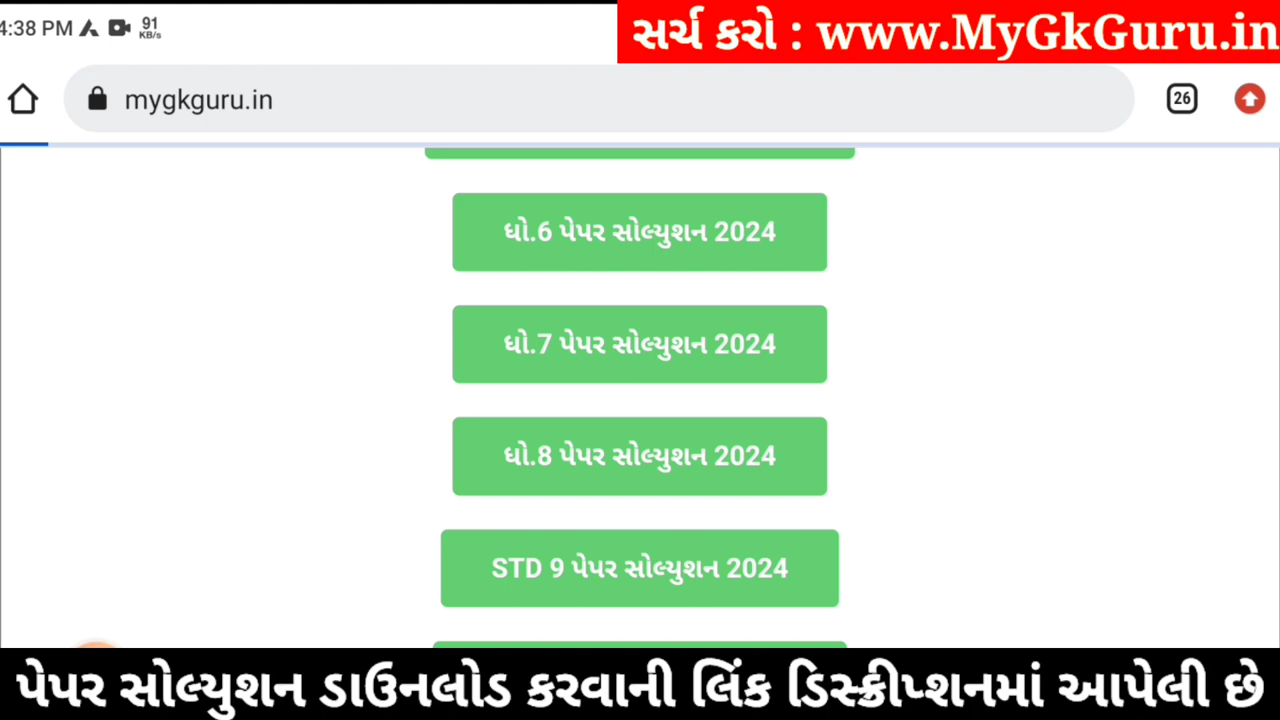 4:38 PM 91 KB/s
સર્ચ કરો : www.MyGkGuru.in
mygkguru.in 26
ધો.6 પેપર સોલ્યુશન 2024
ધો.7 પેપર સોલ્યુશન 2024
ધો.8 પેપર સોલ્યુશન 2024
STD 9 પેપર સોલ્યુશન 2024
પેપર સોલ્યુશન ડાઉનલોડ કરવાની લિંક ડિસ્ક્રીપ્શનમાં આપેલી છે